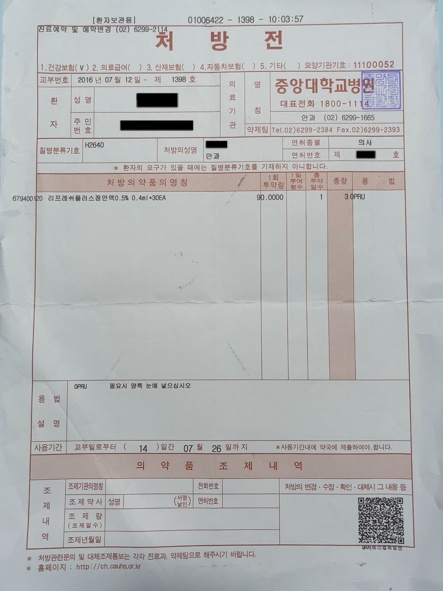 [환자보관용]
01006422 - 1398 - 10:03:57
진료예약 및 예약변경 (02) 6299-2114
처 방 전
1.건강보험(∨) 2.의료급여( ) 3.산재보험( ) 4.자동차보험( ) 5.기타( ) 요양기관기호: 11100052
교부번호 2016 년 07 월 12 일 - 제 1398 호
환자
성 명
주 민 번 호
의료기관
명칭
중앙대학교병원
대표전화 1800-1114
안과 (02) 6299-1665
약제팀 Tel.02)6299-2384 Fax.02)6299-2393
질병분류기호 H2640
처방의성명
안과
면허종별 의사
면허번호 제 호
※ 환자의 요구가 있을 때에는 질병분류기호를 기재하지 아니합니다.
처방의약품의명칭 1회투약량 1일투여횟수 총투약일수 총량 용 법
679400120 리프레쉬플러스점안액0.5% 0.4ml*30EA 90.0000 1 3 0PRU
용법설명
0PRU 필요시 양쪽 눈에 넣으십시오
사용기간 교부일로부터 ( 14 )일간 07 월 26 일 까지 ※사용기간내에 약국에 제출하여야 합니다.
의 약 품 조 제 내 역
조제내역
조제기관의명칭 전화번호 처방의 변경·수정·확인·대체시 그 내용 등
조제약사 성명 (서명/날인) 면허번호
조 제 량
(조제일수)
조제년월일
※ 처방관련문의 및 대체조제통보는 각각 진료과, 약제팀으로 해주시기 바랍니다.
※ 홈페이지 : http://ch.cauhs.or.kr